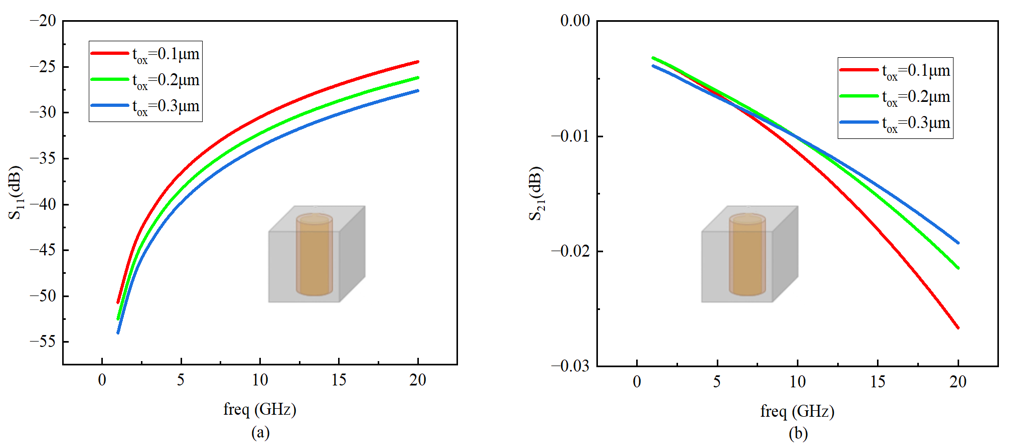 −20
−25
−30
−35
−40
−45
−50
−55
S₁₁(dB)
tₒₓ=0.1μm
tₒₓ=0.2μm
tₒₓ=0.3μm
0 5 10 15 20
freq (GHz)
(a)
0.00
−0.01
−0.02
−0.03
S₂₁(dB)
tₒₓ=0.1μm
tₒₓ=0.2μm
tₒₓ=0.3μm
0 5 10 15 20
freq (GHz)
(b)